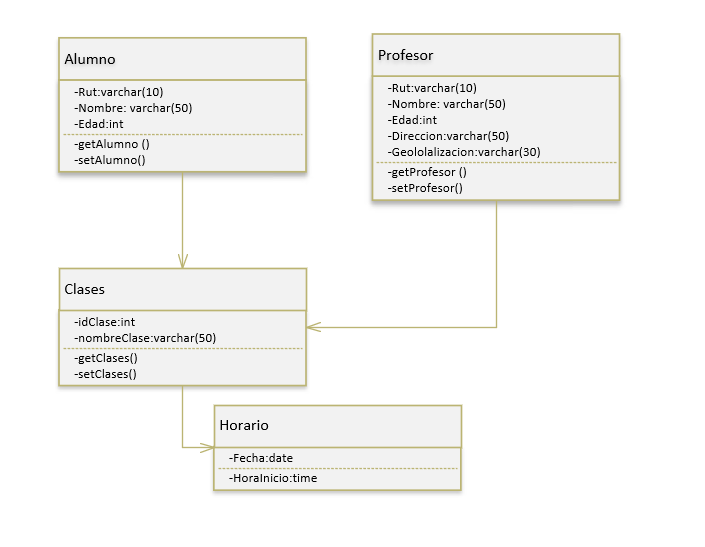 Alumno
-Rut:varchar(10)
-Nombre: varchar(50)
-Edad:int
-getAlumno ()
-setAlumno()
Profesor
-Rut:varchar(10)
-Nombre: varchar(50)
-Edad:int
-Direccion:varchar(50)
-Geololalizacion:varchar(30)
-getProfesor ()
-setProfesor()
Clases
-idClase:int
-nombreClase:varchar(50)
-getClases()
-setClases()
Horario
-Fecha:date
-HoraInicio:time